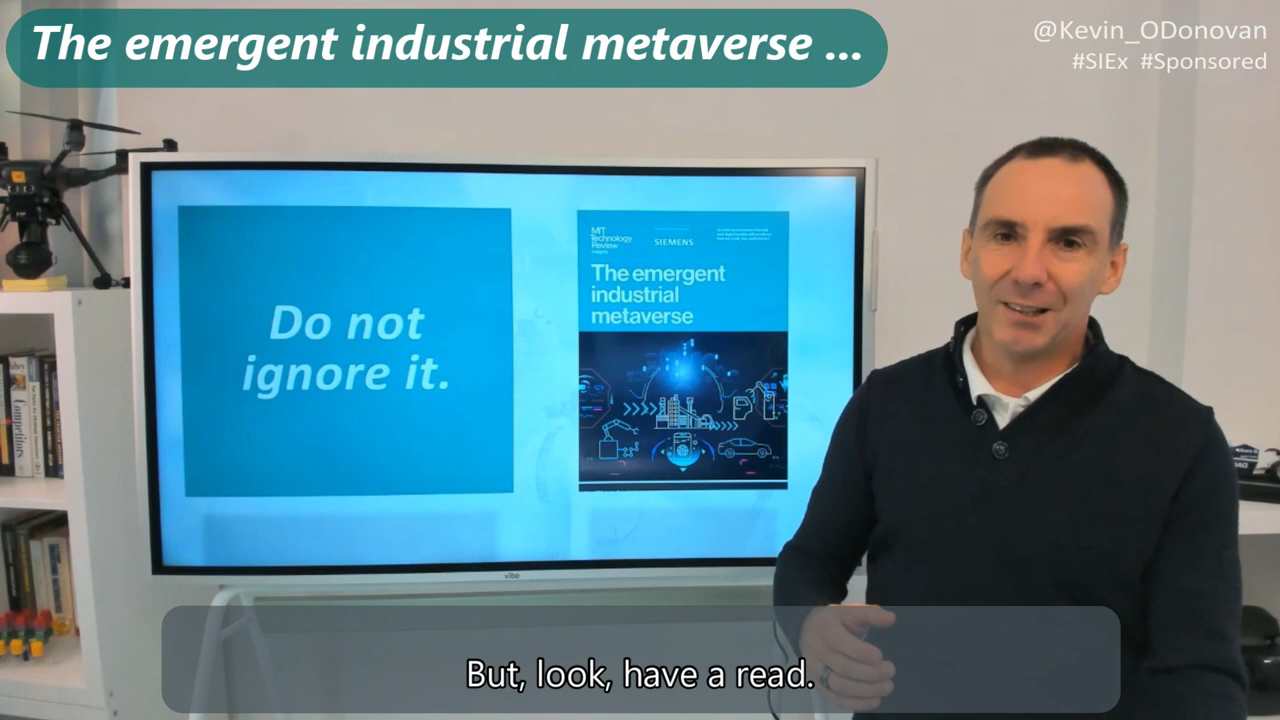 The emergent industrial metaverse ...
@Kevin_ODonovan
#SIEx #Sponsored
Do not
ignore it.
MIT
Technology
Review
SIEMENS
The emergent
industrial
metaverse
Competitors
vibe
But, look, have a read.